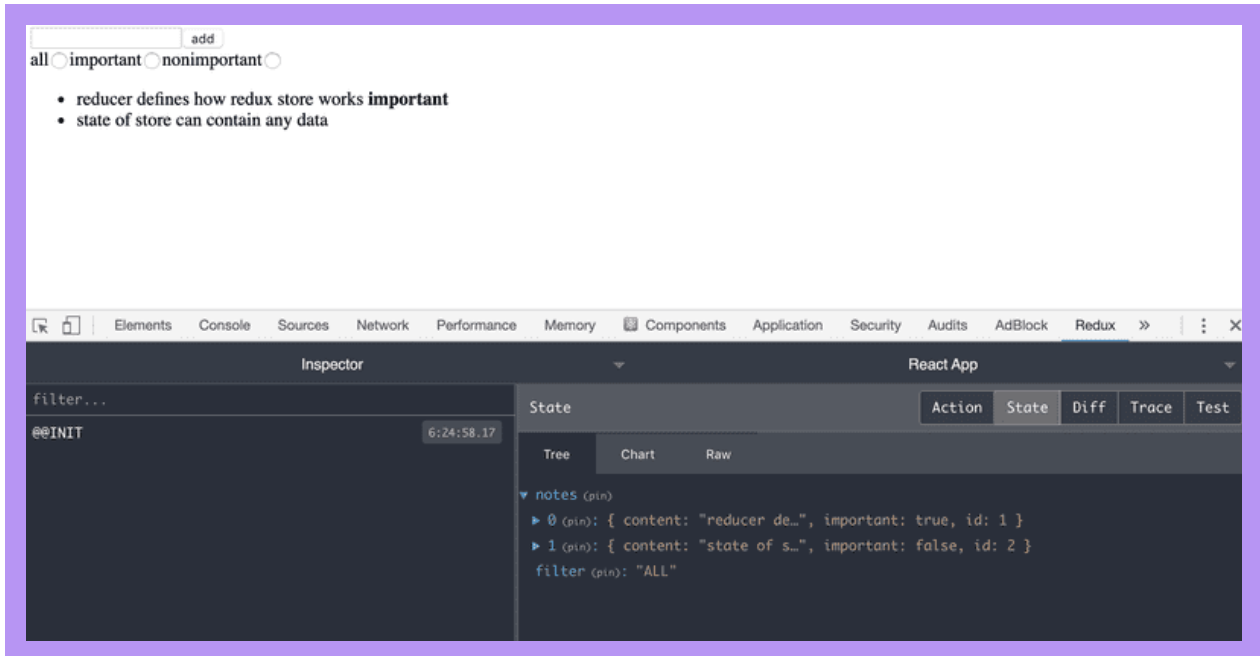 add
all important nonimportant
reducer defines how redux store works important
state of store can contain any data
Elements Console Sources Network Performance Memory Components Application Security Audits AdBlock Redux »
Inspector React App
filter...
State Action State Diff Trace Test
@@INIT 6:24:58.17
Tree Chart Raw
notes (pin)
0 (pin): { content: "reducer de…", important: true, id: 1 }
1 (pin): { content: "state of s…", important: false, id: 2 }
filter (pin): "ALL"